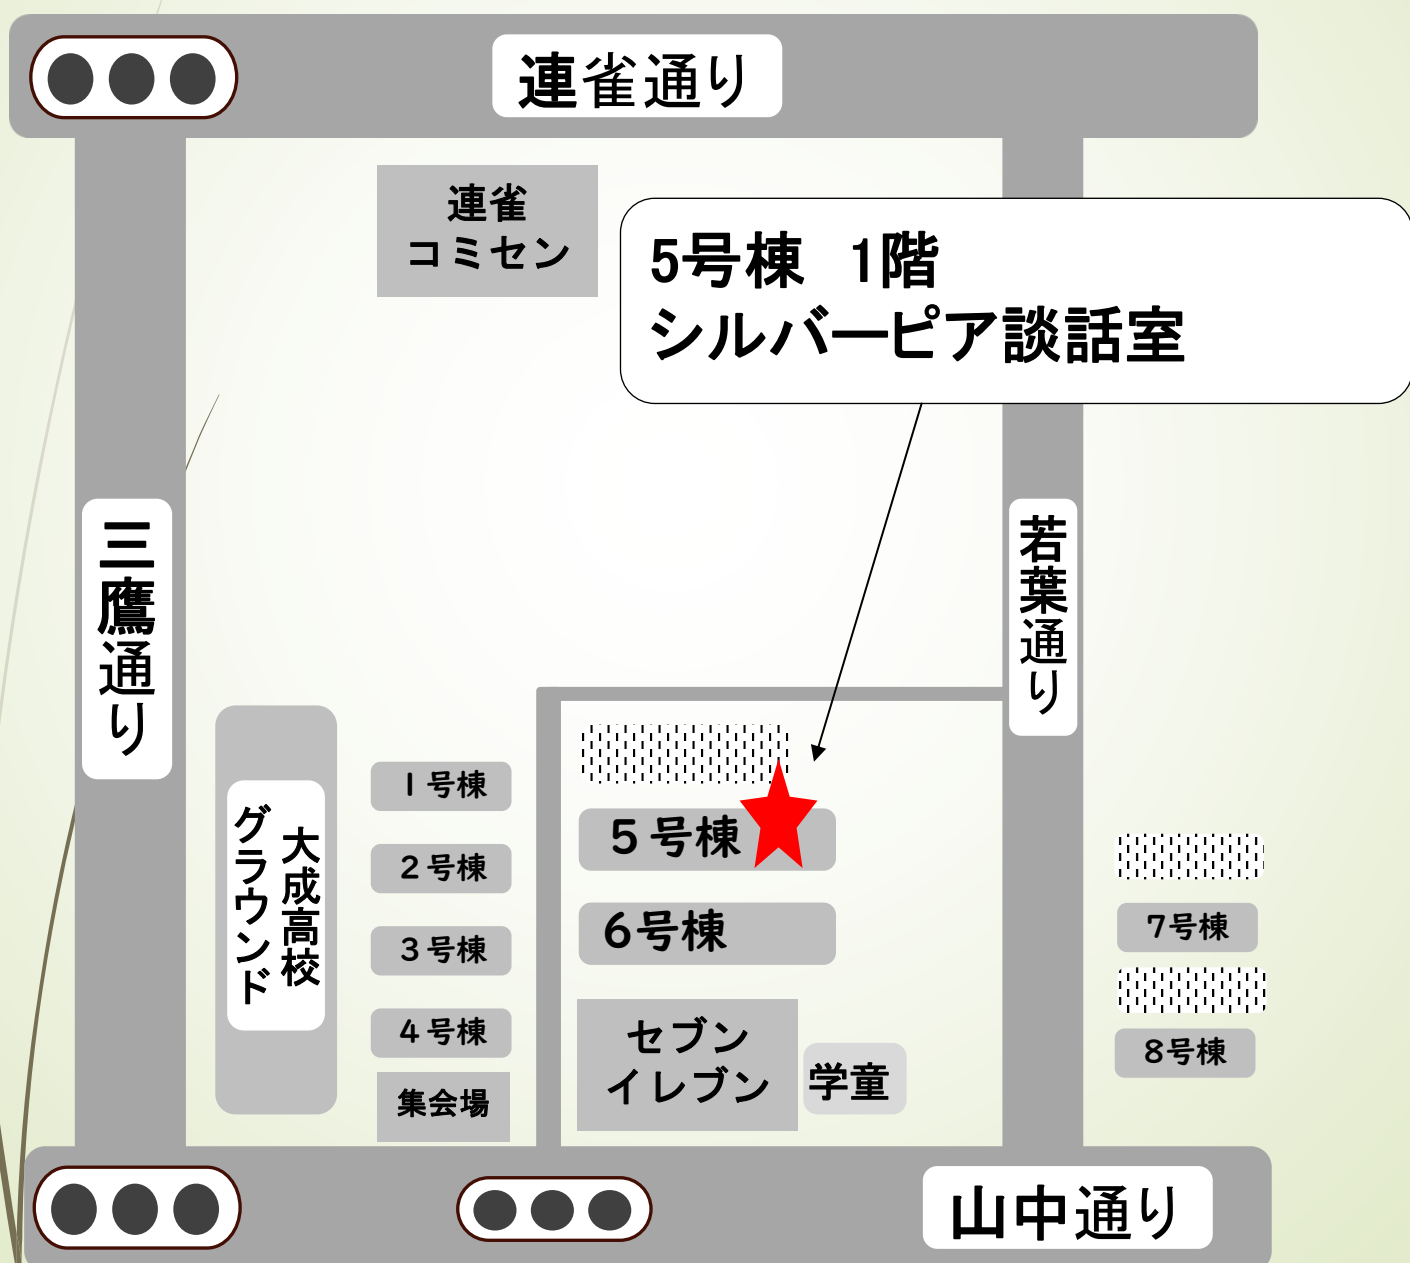 連雀通り
連雀
コミセン
5号棟 1階
シルバーピア談話室
三鷹通り
若葉通り
1号棟
2号棟
3号棟
4号棟
集会場
大成高校
グラウンド
5号棟
6号棟
セブン
イレブン
学童
7号棟
8号棟
山中通り